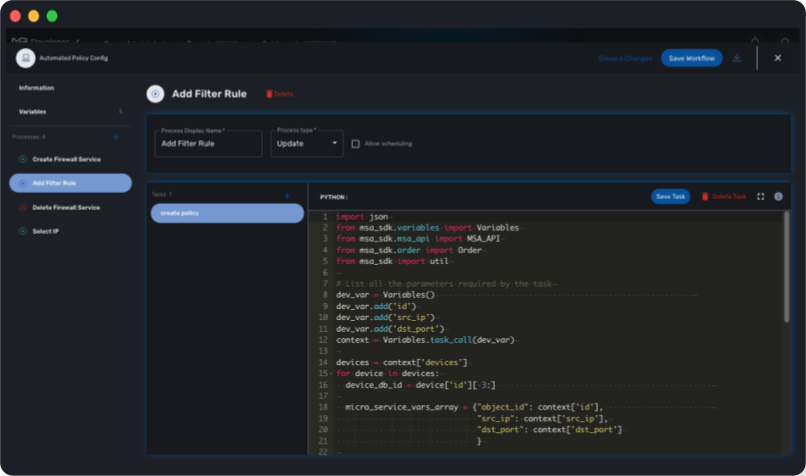 Automated Policy Config
Discard Changes
Save Workflow
Information
Variables
5
Processes: 4
Create Firewall Service
Add Filter Rule
Delete Firewall Service
Select IP
Add Filter Rule
Delete
Process Display Name *
Add Filter Rule
Process type *
Update
Allow scheduling
Tasks: 1
create policy
PYTHON :
Save Task
Delete Task
1 import json
2 from msa_sdk.variables import Variables
3 from msa_sdk.msa_api import MSA_API
4 from msa_sdk.order import Order
5 from msa_sdk import util
6
7 # List all the parameters required by the task
8 dev_var = Variables()
9 dev_var.add('id')
10 dev_var.add('src_ip')
11 dev_var.add('dst_port')
12 context = Variables.task_call(dev_var)
13
14 devices = context['devices']
15 for device in devices:
16 device_db_id = device['id'][-3:]
17
18 micro_service_vars_array = {"object_id": context['id'],
19 "src_ip": context['src_ip'],
20 "dst_port": context['dst_port']
21 }
22